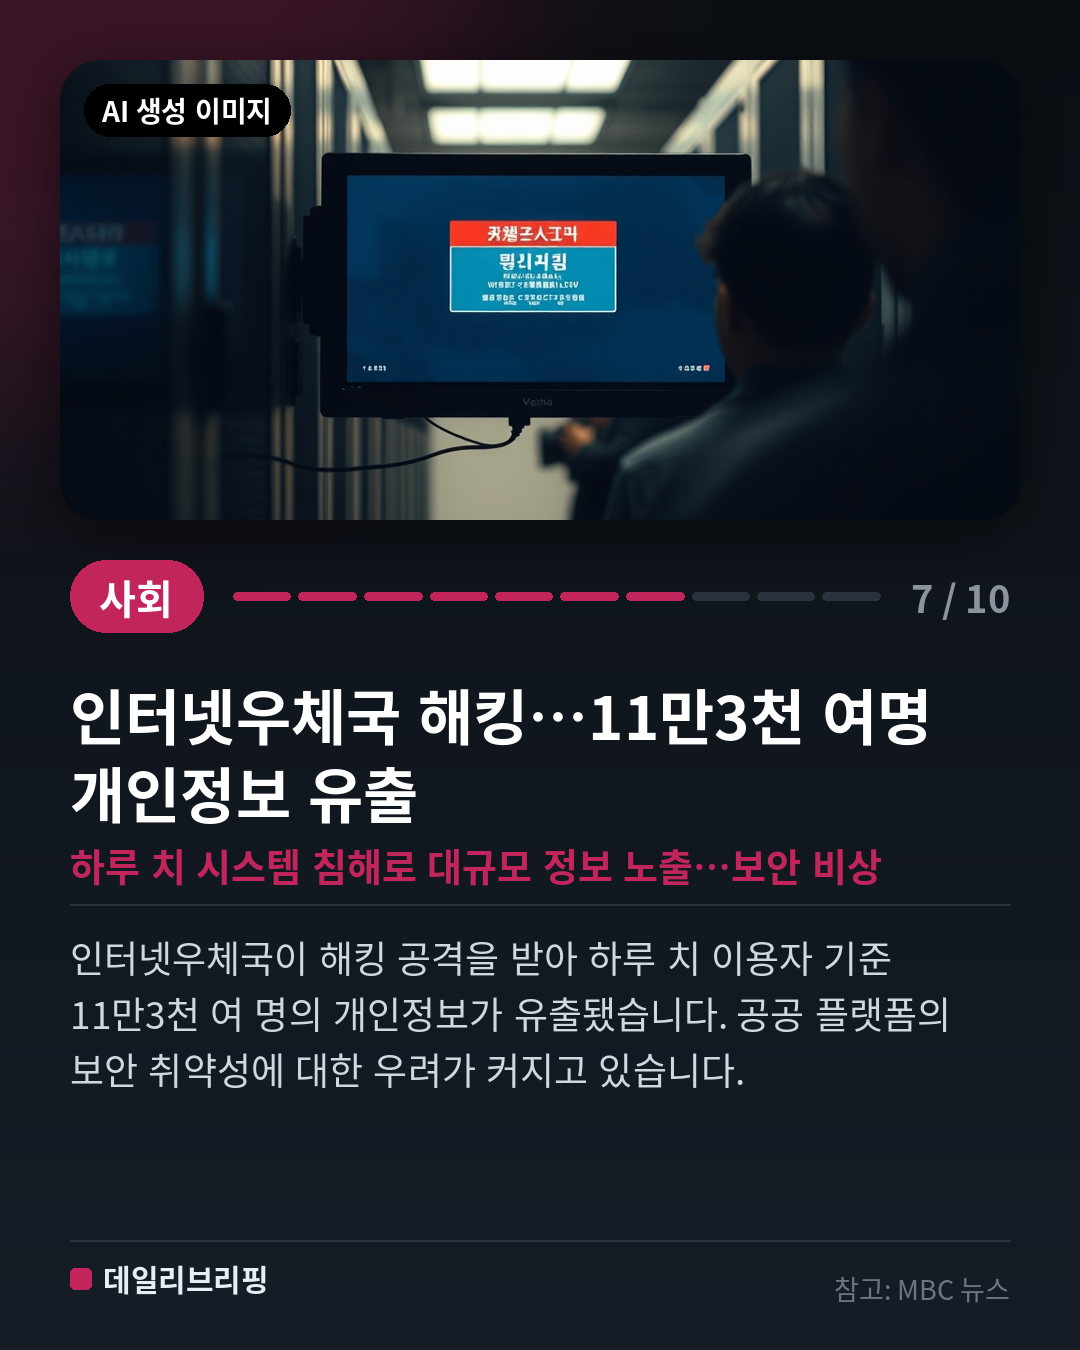 AI 생성 이미지
사회
7 / 10
인터넷우체국 해킹…11만3천 여명
개인정보 유출
하루 치 시스템 침해로 대규모 정보 노출…보안 비상
인터넷우체국이 해킹 공격을 받아 하루 치 이용자 기준
11만3천 여 명의 개인정보가 유출됐습니다. 공공 플랫폼의
보안 취약성에 대한 우려가 커지고 있습니다.
데일리브리핑
참고: MBC 뉴스